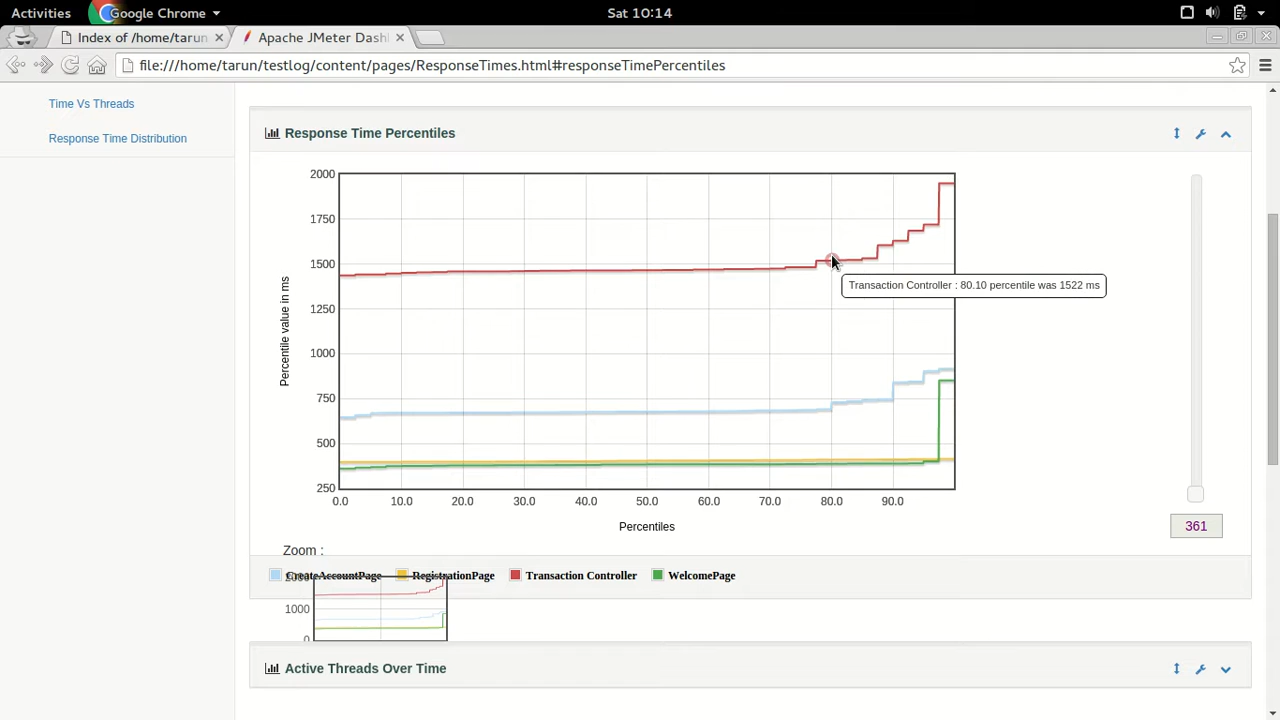 Activities Google Chrome Sat 10:14
Index of /home/tarun × Apache JMeter Dash ×
file:///home/tarun/testlog/content/pages/ResponseTimes.html#responseTimePercentiles
Time Vs Threads
Response Time Distribution
Response Time Percentiles
2000
1750
1500
1250
1000
750
500
250
Percentile value in ms
Transaction Controller : 80.10 percentile was 1522 ms
0.0 10.0 20.0 30.0 40.0 50.0 60.0 70.0 80.0 90.0
Percentiles
361
Zoom :
CreateAccountPage RegistrationPage Transaction Controller WelcomePage
2000
1000
0
Active Threads Over Time